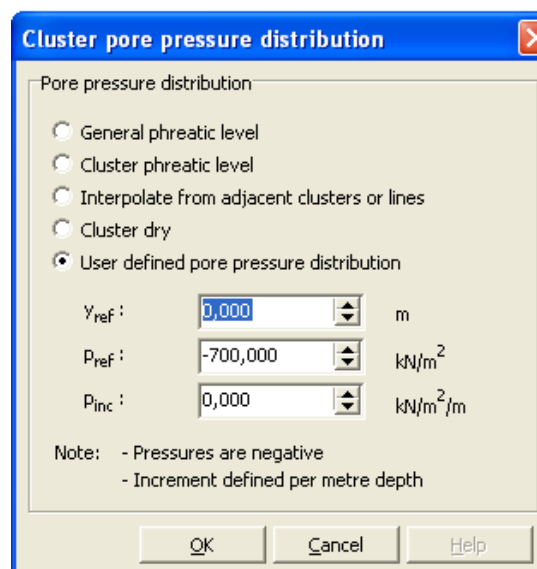 Cluster pore pressure distribution
Pore pressure distribution
General phreatic level
Cluster phreatic level
Interpolate from adjacent clusters or lines
Cluster dry
User defined pore pressure distribution
yref : 0,000 m
pref : -700,000 kN/m2
pinc : 0,000 kN/m2/m
Note: - Pressures are negative
- Increment defined per metre depth
OK Cancel Help